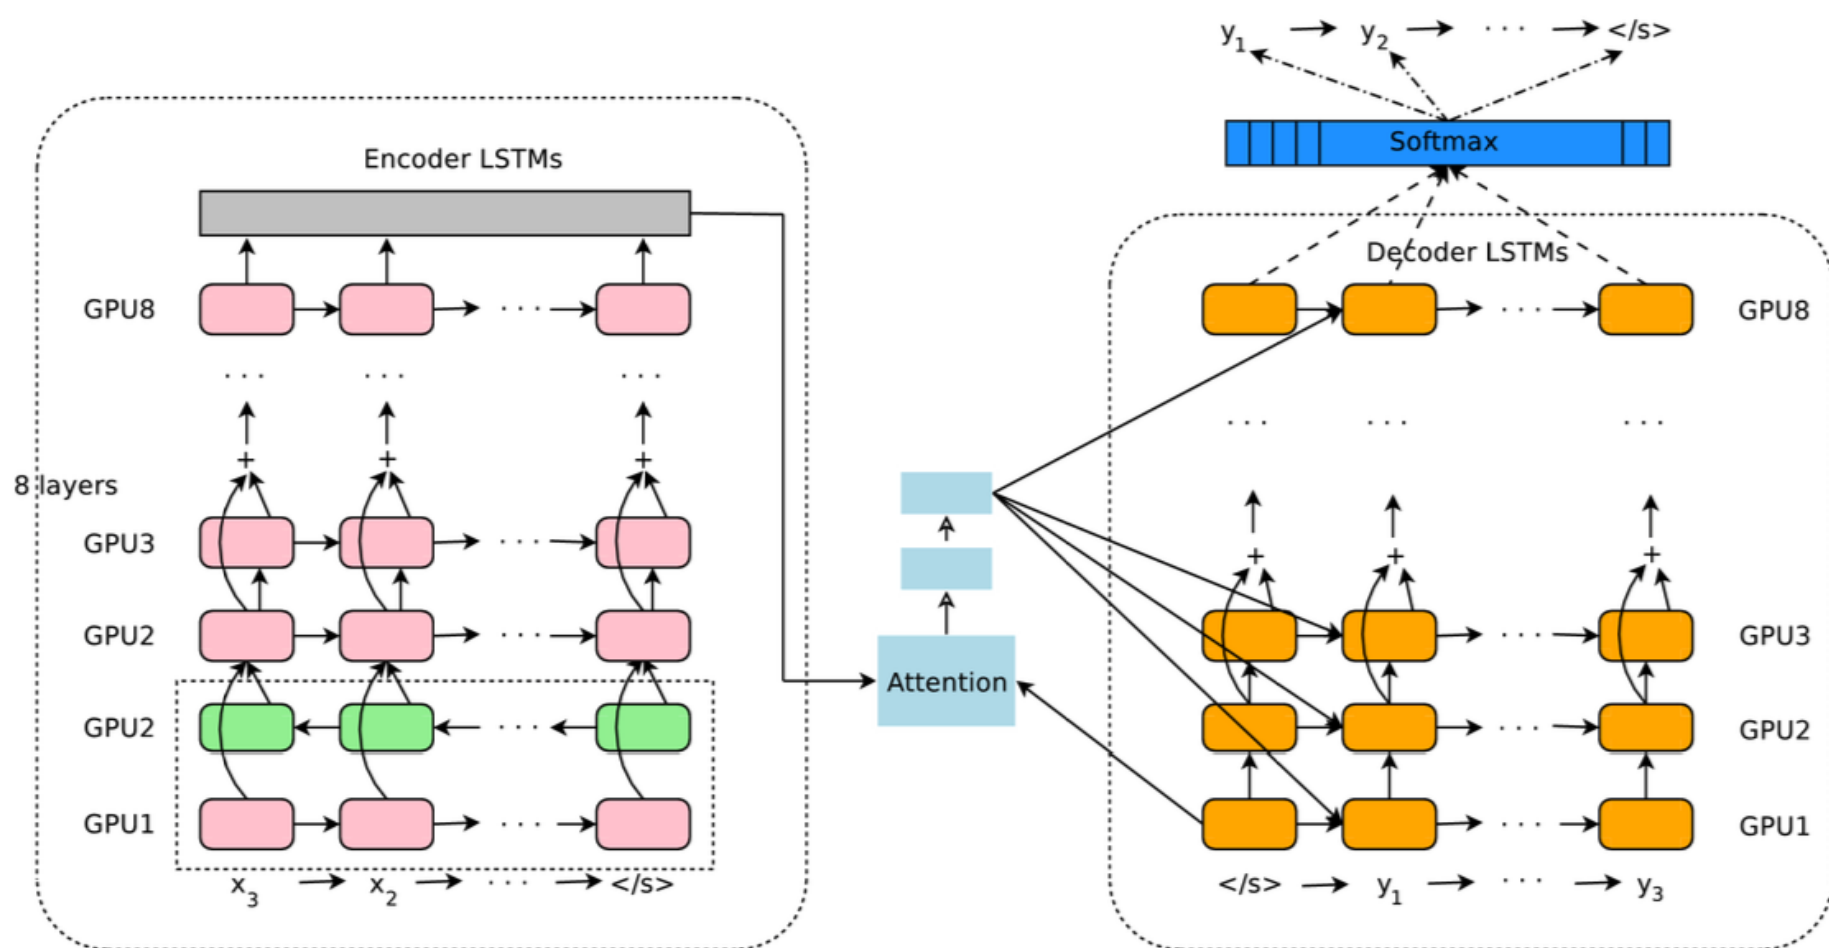 y1 y2 ... </s>
Softmax
Encoder LSTMs
Decoder LSTMs
GPU8 ...
... ... ...
+ + +
8 layers
GPU3 ...
GPU2 ...
GPU2 ...
GPU1 ...
x3 x2 ... </s>
Attention
... GPU8
... ... ...
+ + +
... GPU3
... GPU2
... GPU1
</s> y1 ... y3